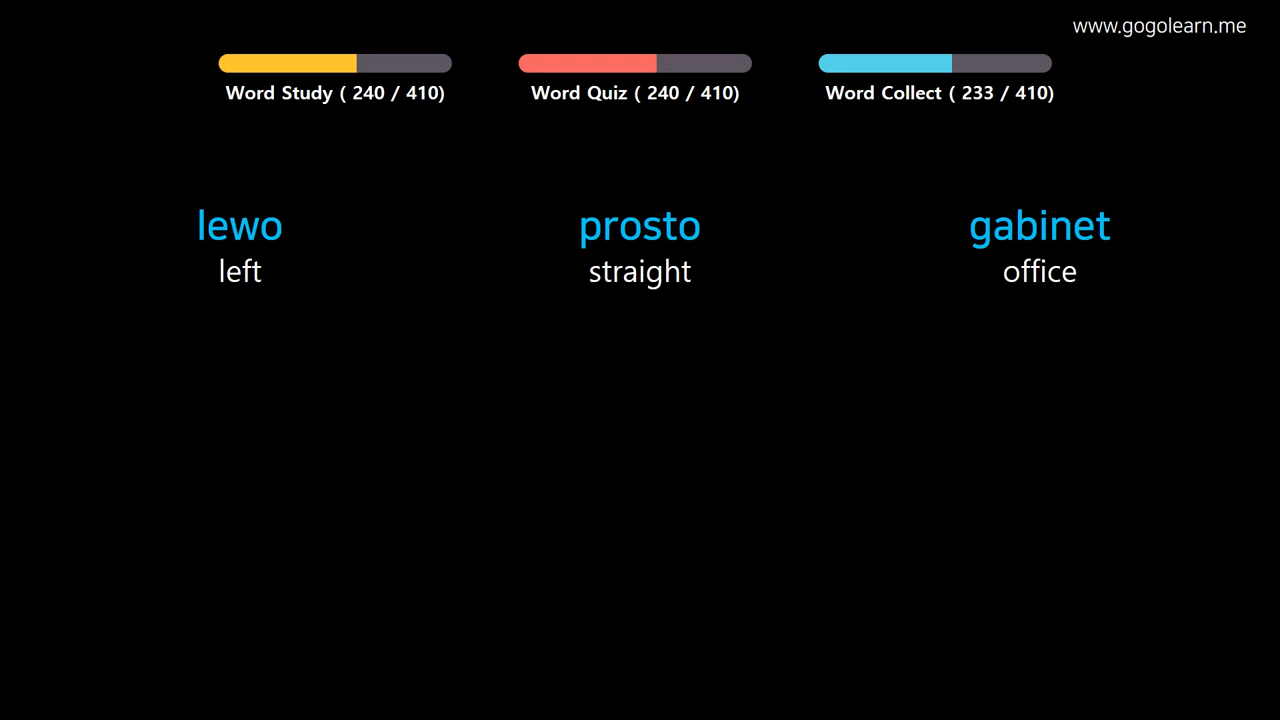 www.gogolearn.me
Word Study ( 240 / 410)
Word Quiz ( 240 / 410)
Word Collect ( 233 / 410)
lewo
left
prosto
straight
gabinet
office